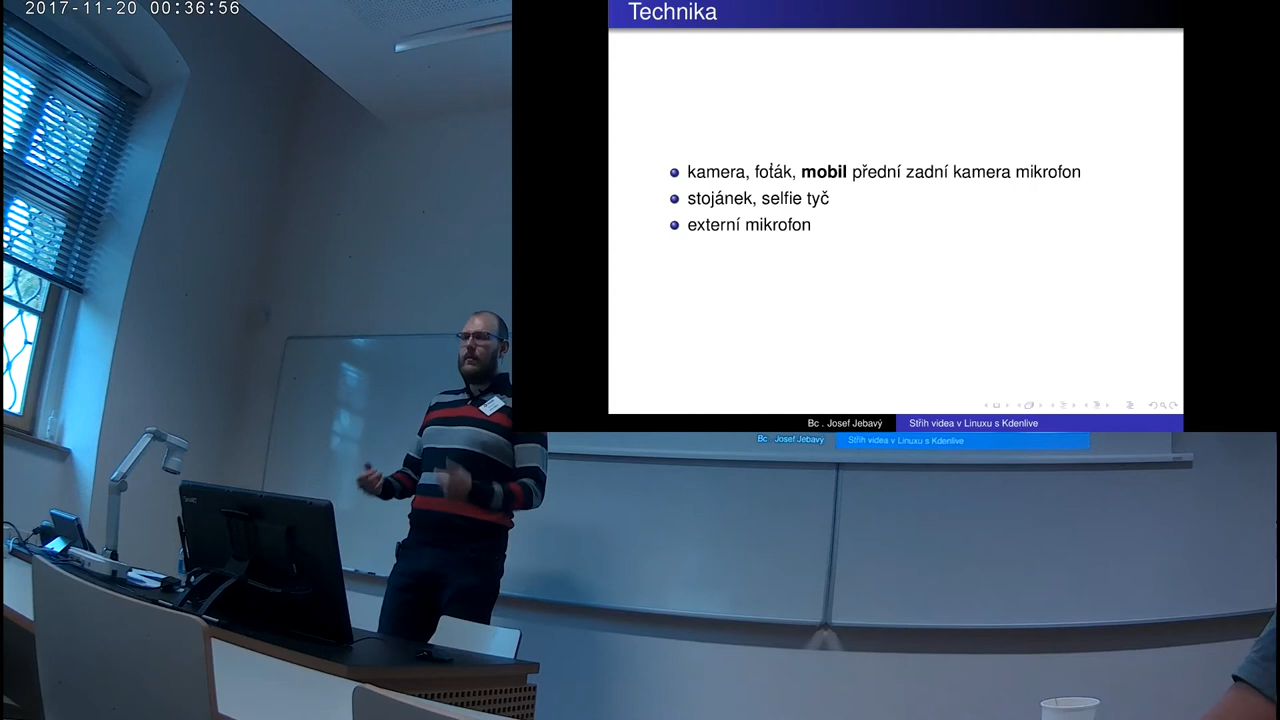 2017-11-20 00:36:56
Technika
kamera, foťák, mobil přední zadní kamera mikrofon
stojánek, selfie tyč
externí mikrofon
Bc . Josef Jebavý
Střih videa v Linuxu s Kdenlive
Bc . Josef Jebavý
Střih videa v Linuxu s Kdenlive
SMART